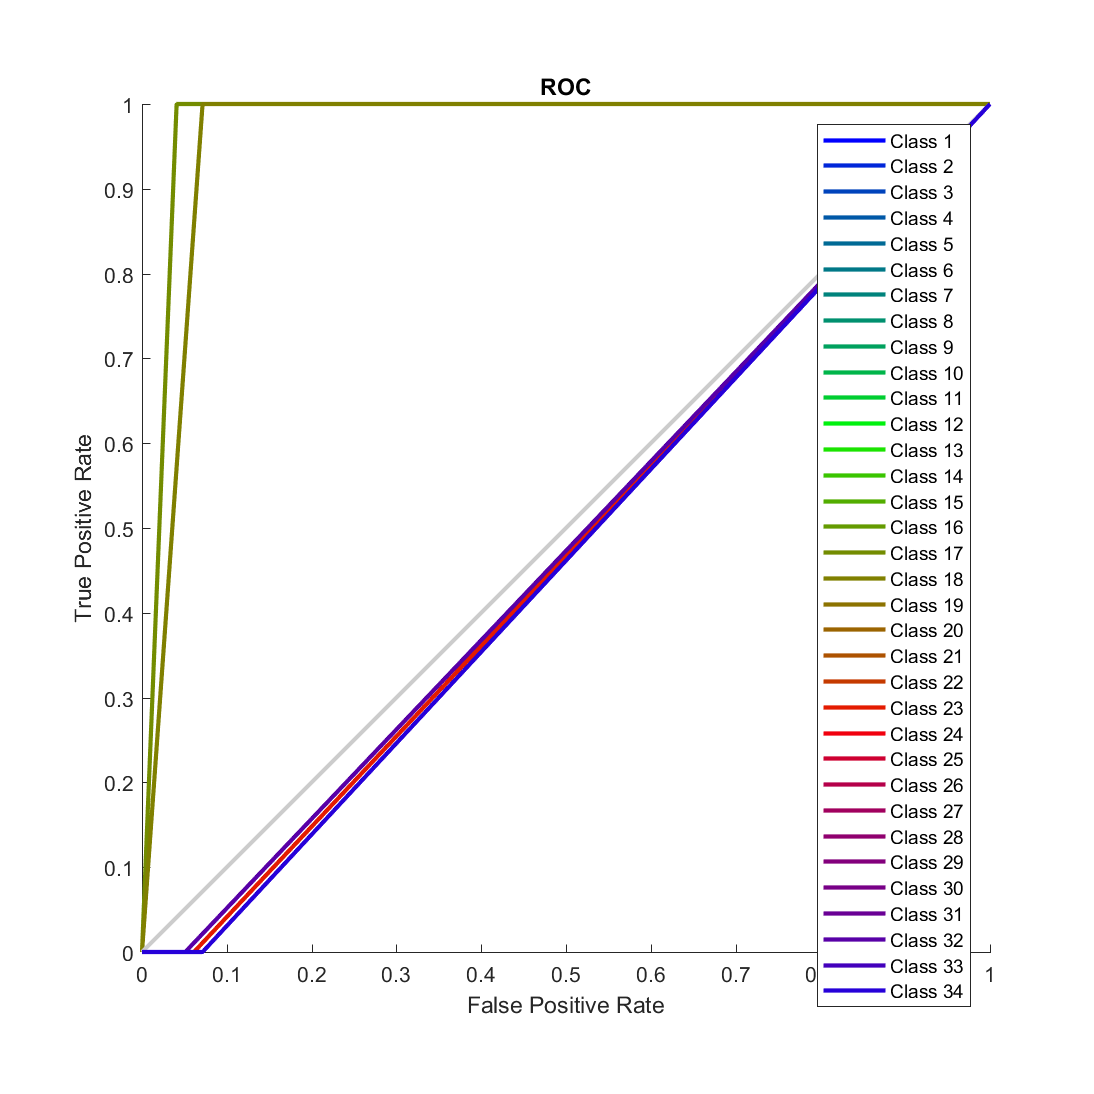 ROC
True Positive Rate
1
0.9
0.8
0.7
0.6
0.5
0.4
0.3
0.2
0.1
0
0 0.1 0.2 0.3 0.4 0.5 0.6 0.7 0 1
False Positive Rate
Class 1
Class 2
Class 3
Class 4
Class 5
Class 6
Class 7
Class 8
Class 9
Class 10
Class 11
Class 12
Class 13
Class 14
Class 15
Class 16
Class 17
Class 18
Class 19
Class 20
Class 21
Class 22
Class 23
Class 24
Class 25
Class 26
Class 27
Class 28
Class 29
Class 30
Class 31
Class 32
Class 33
Class 34